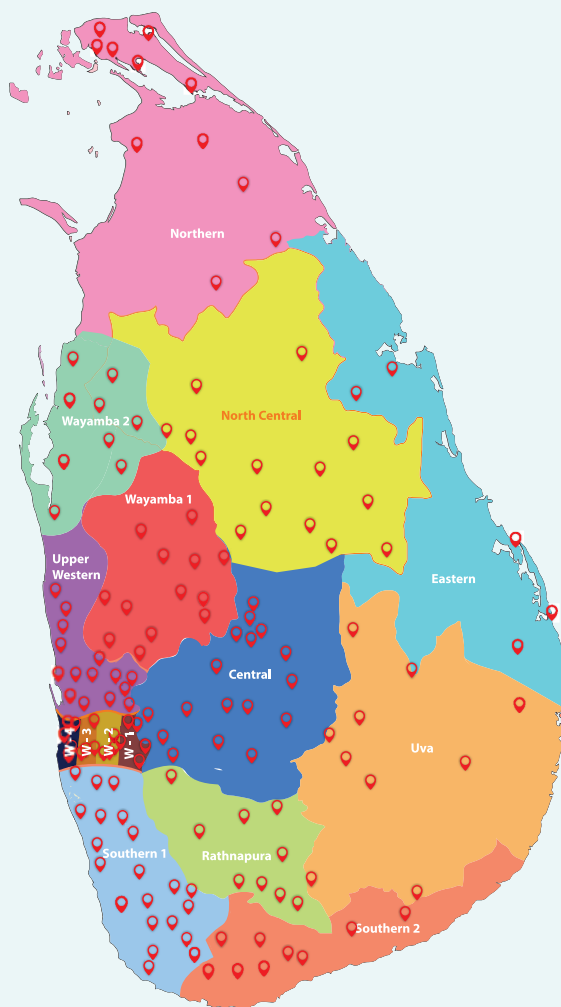 Northern
North Central
Wayamba 2
Wayamba 1
Upper
Western
Eastern
Central
W - 4
W - 3
W - 2
W - 1
Uva
Southern 1
Rathnapura
Southern 2